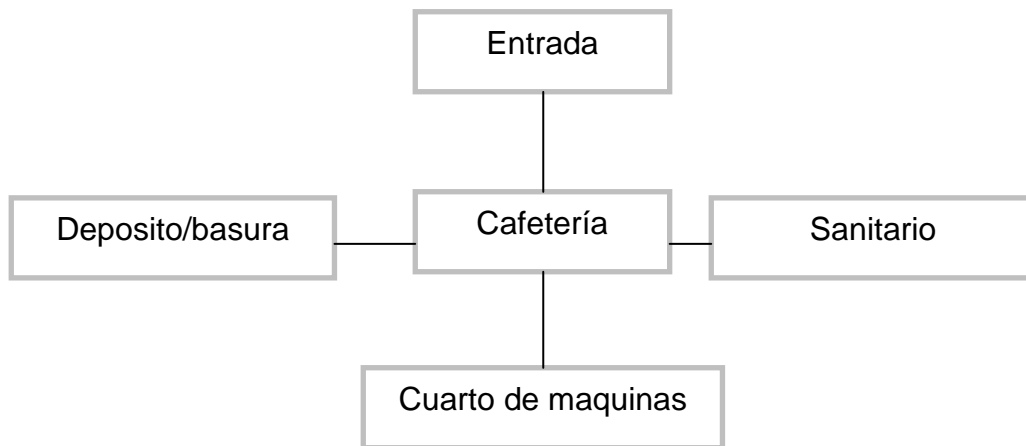 Entrada
Deposito/basura
Cafetería
Sanitario
Cuarto de maquinas